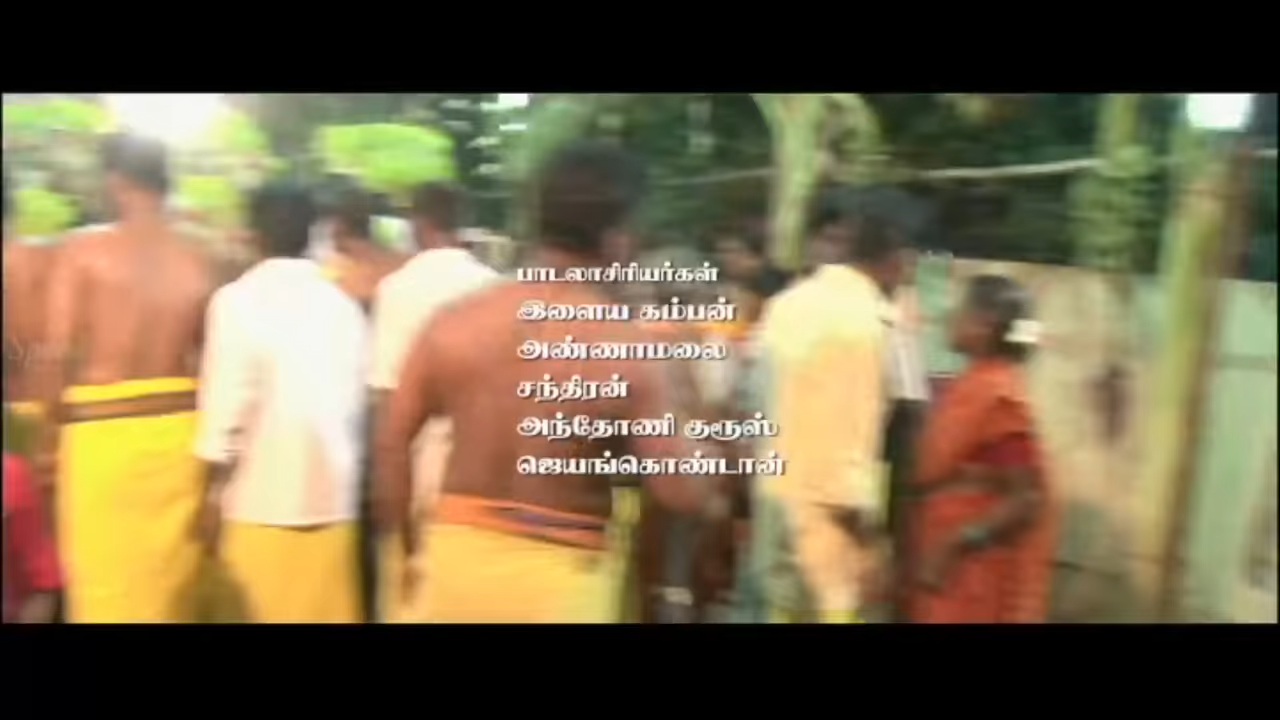 பாடலாசிரியர்கள்
இளைய கம்பன்
அண்ணாமலை
சந்திரன்
அந்தோணி குரூஸ்
ஜெயங்கொண்டான்